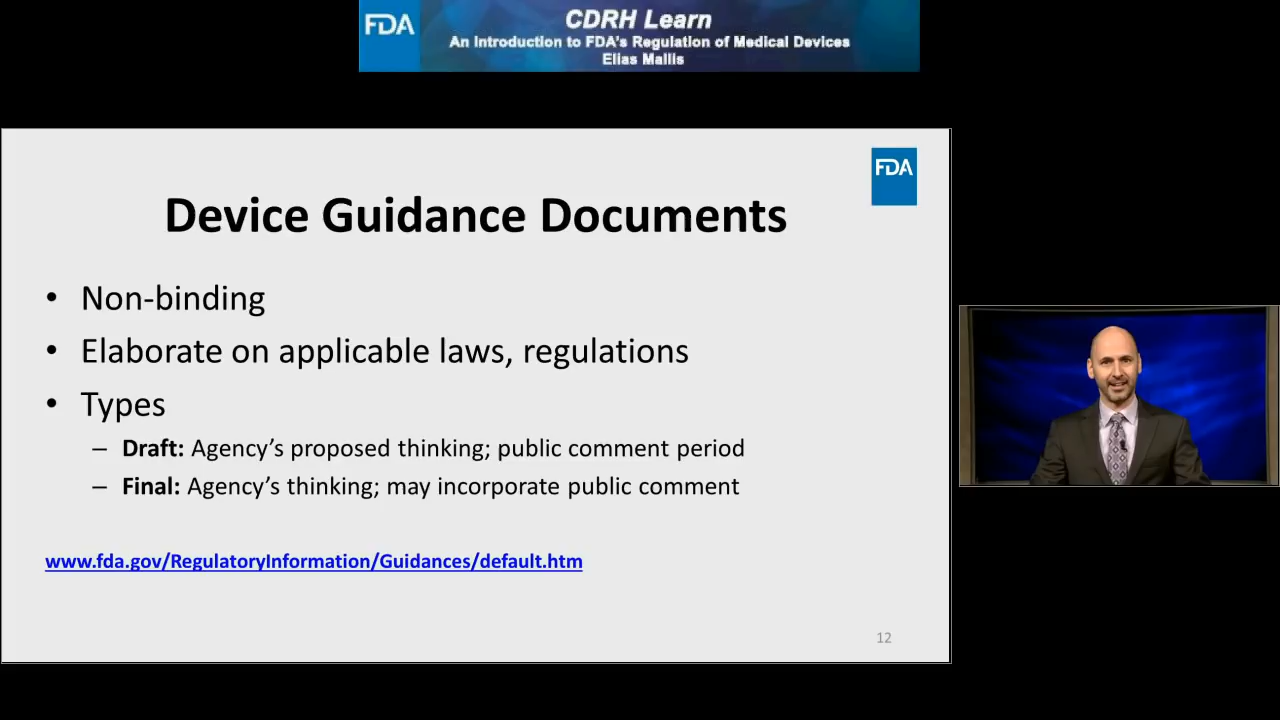 FDA
CDRH Learn
An Introduction to FDA's Regulation of Medical Devices
Elias Mallis
FDA
Device Guidance Documents
• Non-binding
• Elaborate on applicable laws, regulations
• Types
– Draft: Agency's proposed thinking; public comment period
– Final: Agency's thinking; may incorporate public comment
www.fda.gov/RegulatoryInformation/Guidances/default.htm
12